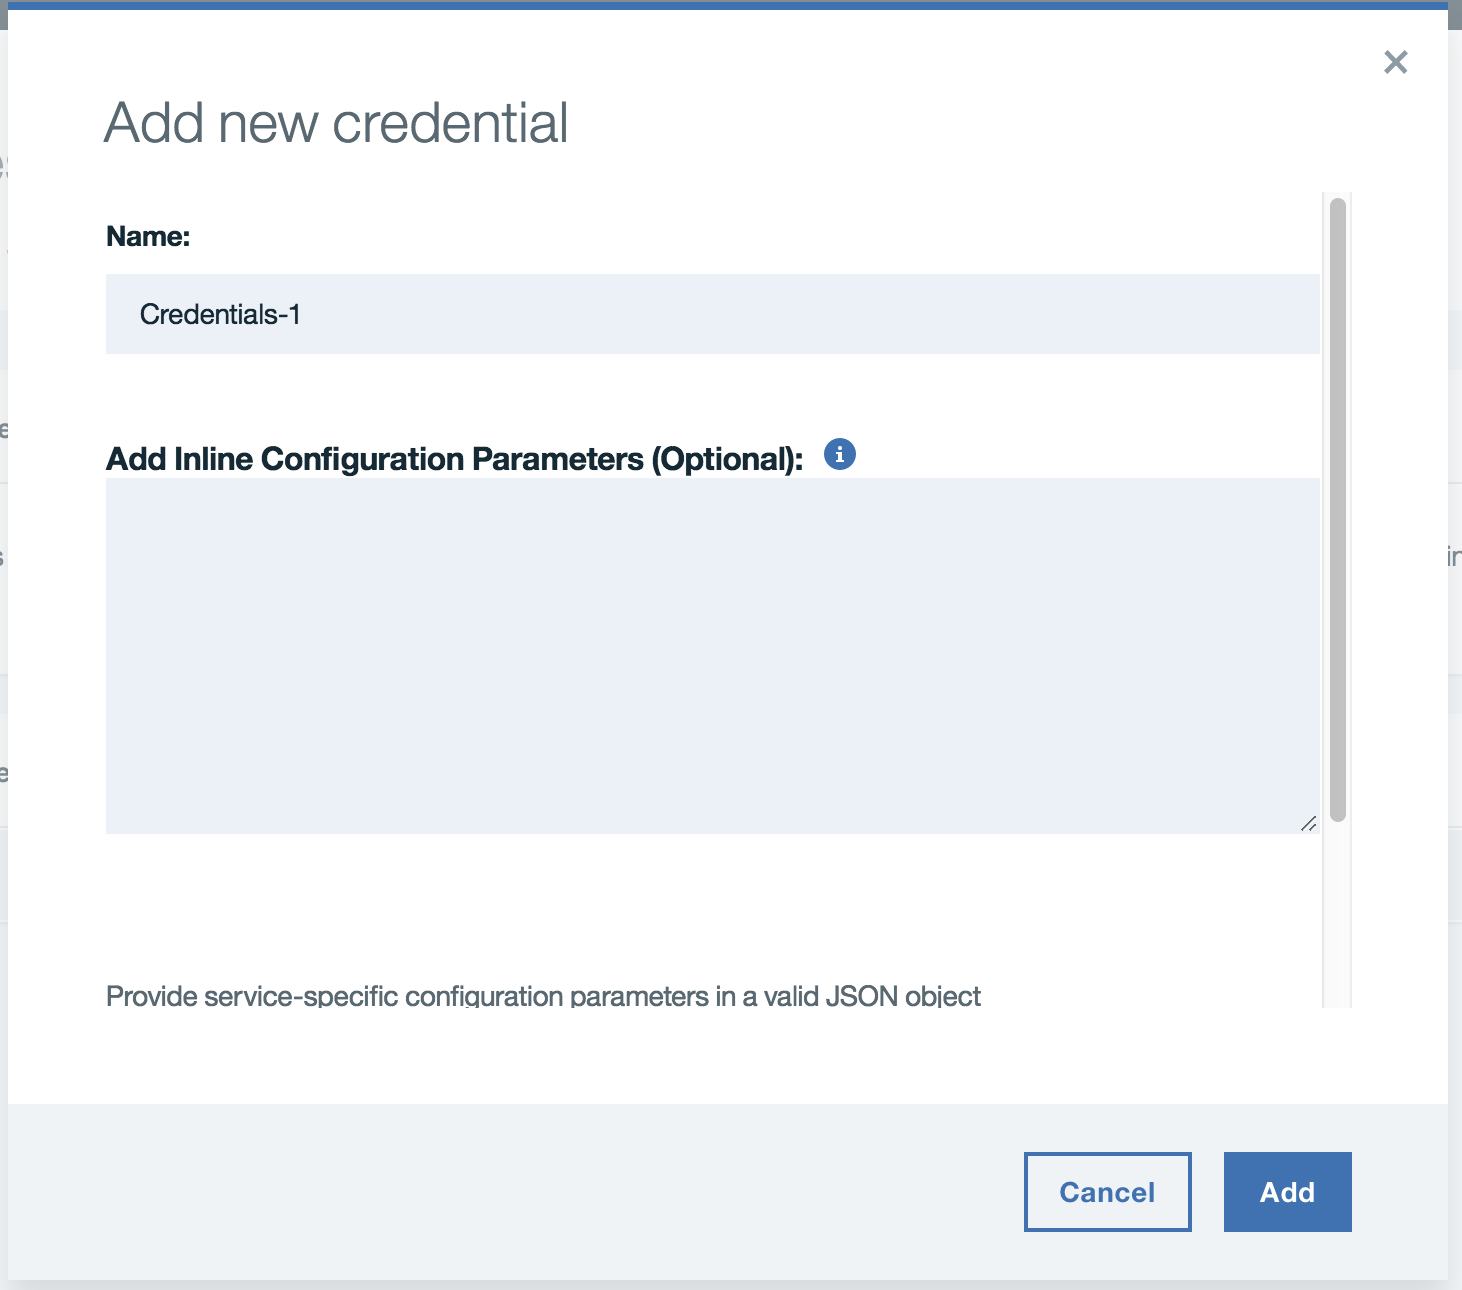 Add new credential
Name:
Credentials-1
Add Inline Configuration Parameters (Optional):
Provide service-specific configuration parameters in a valid JSON object
Cancel
Add